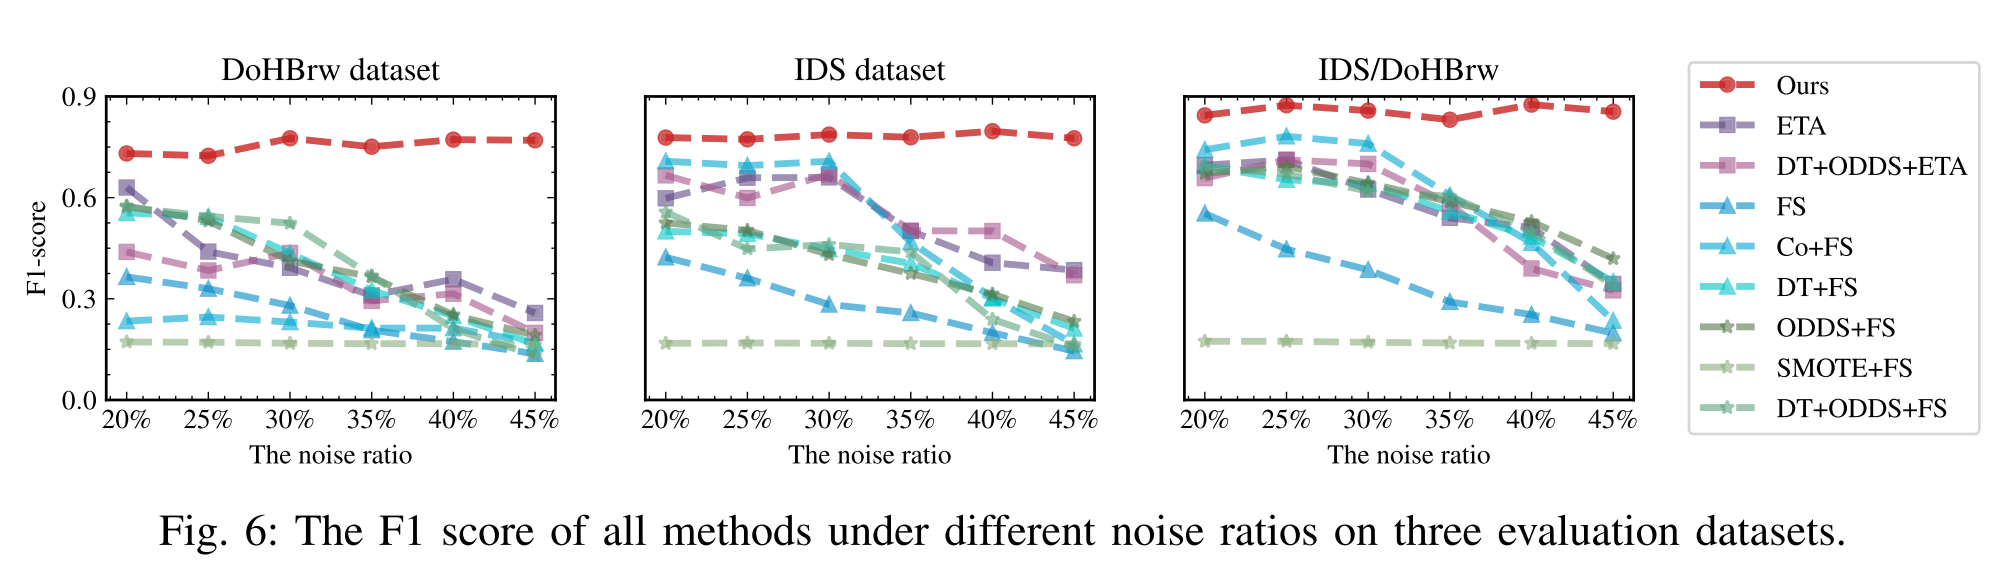 DoHBrw dataset
IDS dataset
IDS/DoHBrw
F1-score
0.9
0.6
0.3
0.0
20% 25% 30% 35% 40% 45%
20% 25% 30% 35% 40% 45%
20% 25% 30% 35% 40% 45%
The noise ratio
The noise ratio
The noise ratio
Ours
ETA
DT+ODDS+ETA
FS
Co+FS
DT+FS
ODDS+FS
SMOTE+FS
DT+ODDS+FS
Fig. 6: The F1 score of all methods under different noise ratios on three evaluation datasets.